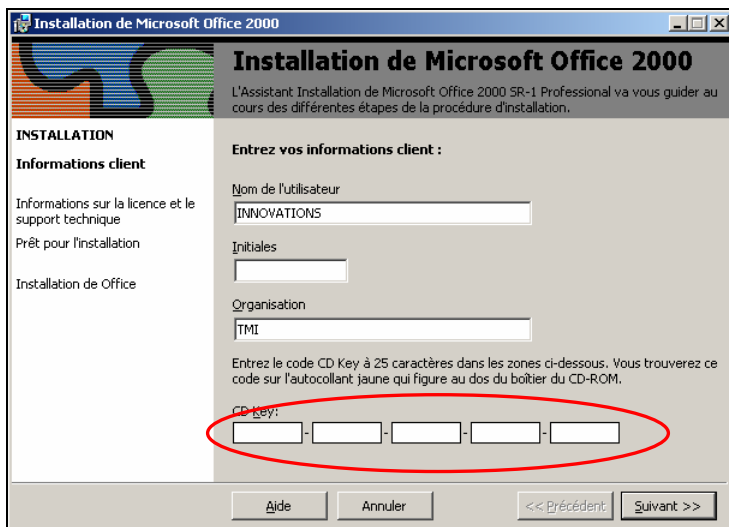 Installation de Microsoft Office 2000
Installation de Microsoft Office 2000
L'Assistant Installation de Microsoft Office 2000 SR-1 Professional va vous guider au
cours des différentes étapes de la procédure d'installation.
INSTALLATION
Informations client
Informations sur la licence et le
support technique
Prêt pour l'installation
Installation de Office
Entrez vos informations client :
Nom de l'utilisateur
INNOVATIONS
Initiales
Organisation
TMI
Entrez le code CD Key à 25 caractères dans les zones ci-dessous. Vous trouverez ce
code sur l'autocollant jaune qui figure au dos du boîtier du CD-ROM.
CD Key:
- - - -
Aide Annuler << Précédent Suivant >>